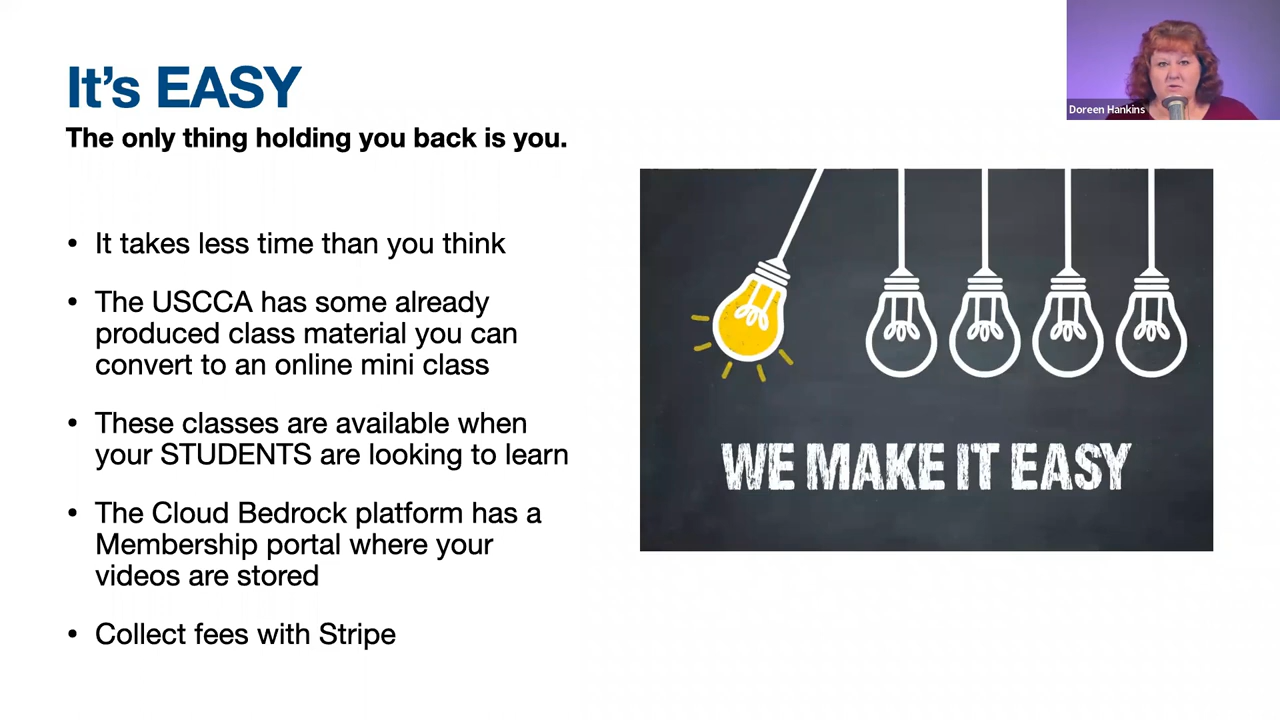 It's EASY
The only thing holding you back is you.
Doreen Hankins
• It takes less time than you think
• The USCCA has some already
produced class material you can
convert to an online mini class
• These classes are available when
your STUDENTS are looking to learn
• The Cloud Bedrock platform has a
Membership portal where your
videos are stored
• Collect fees with Stripe
WE MAKE IT EASY